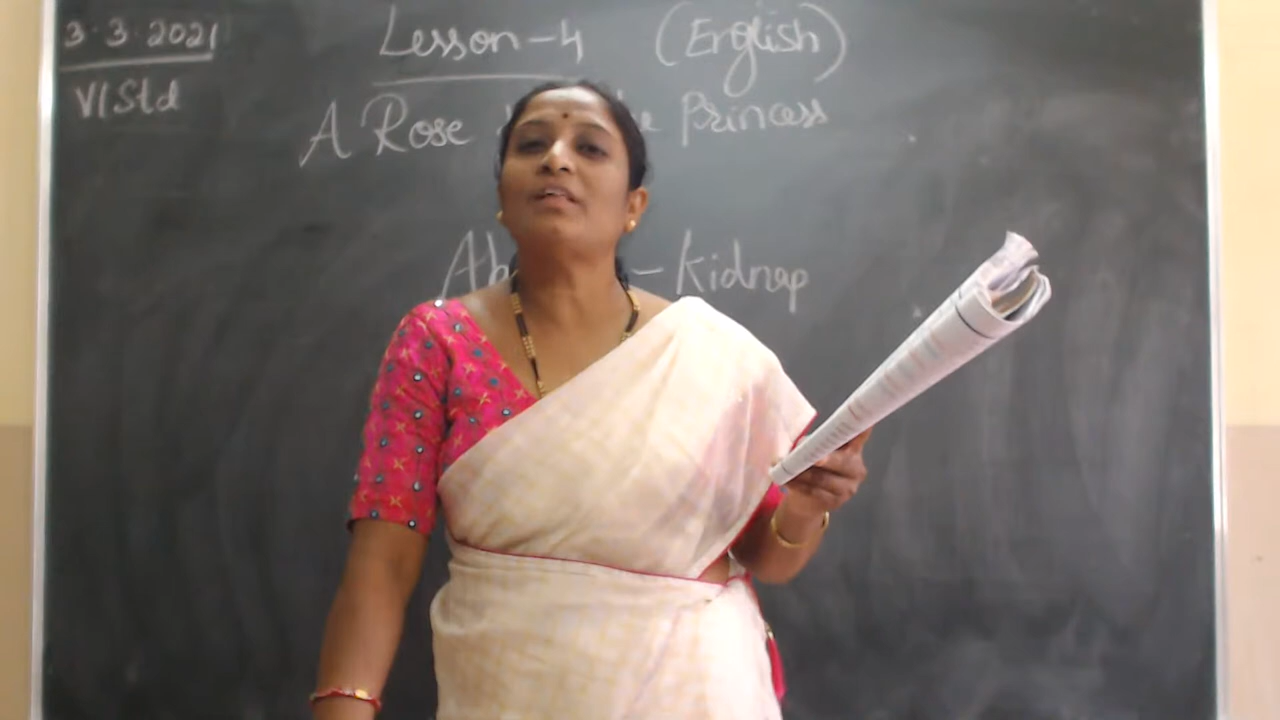 3.3.2021
VI Std
Lesson-4 (English)
A Rose Princess
- Kidnap